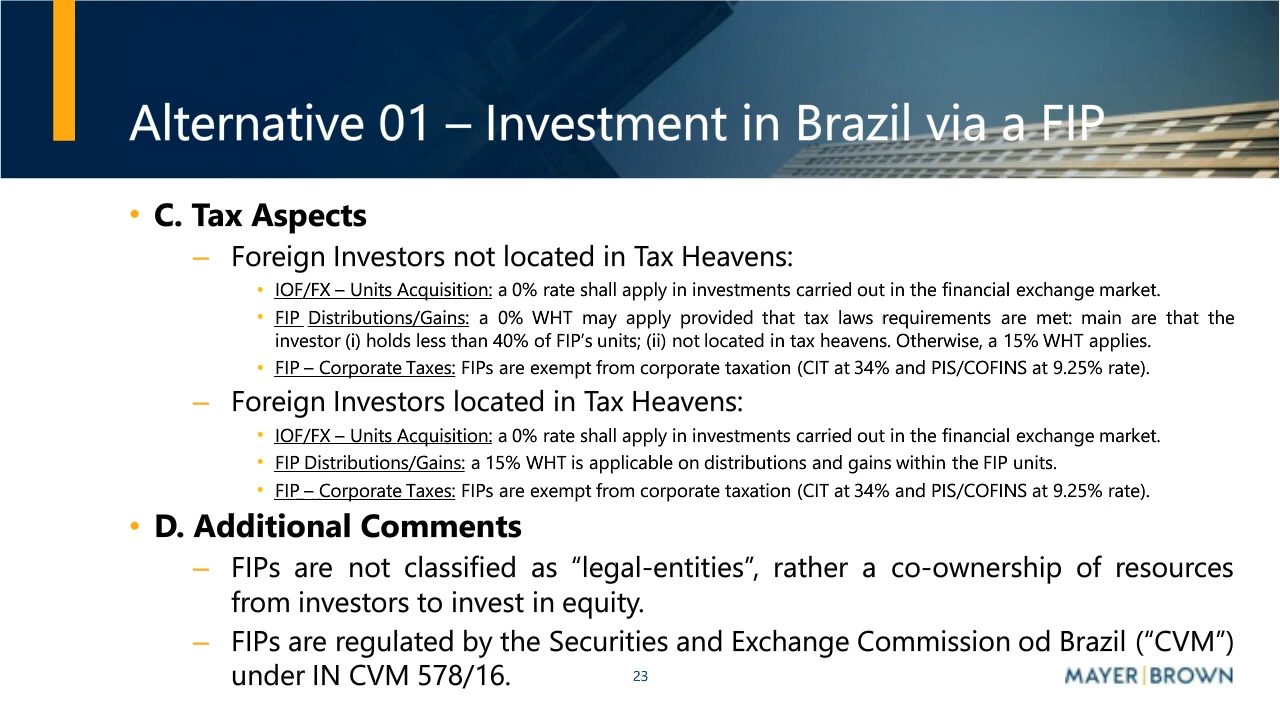 Alternative 01 – Investment in Brazil via a FIP
• C. Tax Aspects
– Foreign Investors not located in Tax Heavens:
• IOF/FX – Units Acquisition: a 0% rate shall apply in investments carried out in the financial exchange market.
• FIP Distributions/Gains: a 0% WHT may apply provided that tax laws requirements are met: main are that the
investor (i) holds less than 40% of FIP’s units; (ii) not located in tax heavens. Otherwise, a 15% WHT applies.
• FIP – Corporate Taxes: FIPs are exempt from corporate taxation (CIT at 34% and PIS/COFINS at 9.25% rate).
– Foreign Investors located in Tax Heavens:
• IOF/FX – Units Acquisition: a 0% rate shall apply in investments carried out in the financial exchange market.
• FIP Distributions/Gains: a 15% WHT is applicable on distributions and gains within the FIP units.
• FIP – Corporate Taxes: FIPs are exempt from corporate taxation (CIT at 34% and PIS/COFINS at 9.25% rate).
• D. Additional Comments
– FIPs are not classified as “legal-entities”, rather a co-ownership of resources
from investors to invest in equity.
– FIPs are regulated by the Securities and Exchange Commission od Brazil (“CVM”)
under IN CVM 578/16.
23
MAYER|BROWN